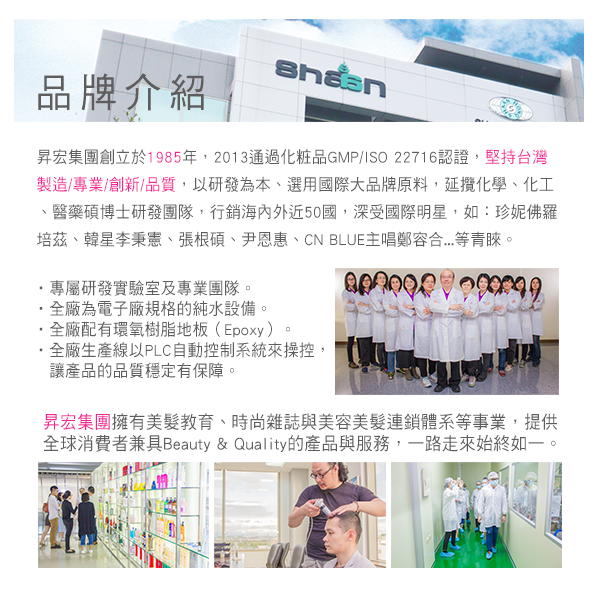 品牌介紹
shaan
昇宏集團創立於1985年，2013通過化粧品GMP/ISO 22716認證，堅持台灣
製造/專業/創新/品質，以研發為本、選用國際大品牌原料，延攬化學、化工
、醫藥碩博士研發團隊，行銷海內外近50國，深受國際明星，如：珍妮佛羅
培茲、韓星李秉憲、張根碩、尹恩惠、CN BLUE主唱鄭容合...等青睞。
・專屬研發實驗室及專業團隊。
・全廠為電子廠規格的純水設備。
・全廠配有環氧樹脂地板（Epoxy）。
・全廠生產線以PLC自動控制系統來操控，
讓產品的品質穩定有保障。
昇宏集團擁有美髮教育、時尚雜誌與美容美髮連鎖體系等事業，提供
全球消費者兼具Beauty & Quality的產品與服務，一路走來始終如一。